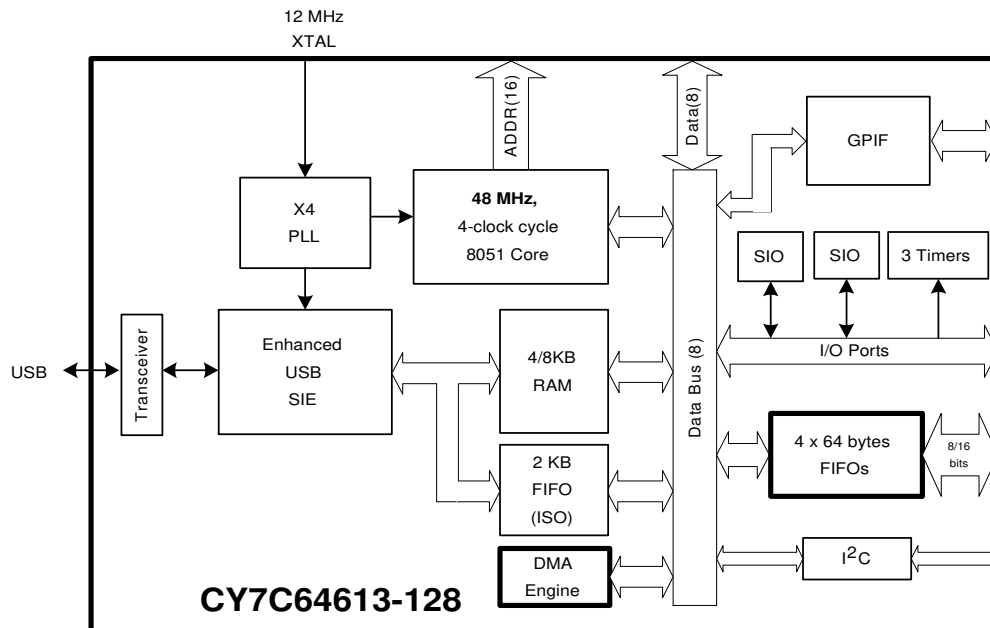 12 MHz
XTAL
ADDR(16)
Data(8)
GPIF
X4
PLL
48 MHz,
4-clock cycle
8051 Core
SIO
SIO
3 Timers
I/O Ports
USB
Transceiver
Enhanced
USB
SIE
4/8KB
RAM
Data Bus (8)
4 x 64 bytes
FIFOs
8/16
bits
2 KB
FIFO
(ISO)
I²C
DMA
Engine
CY7C64613-128